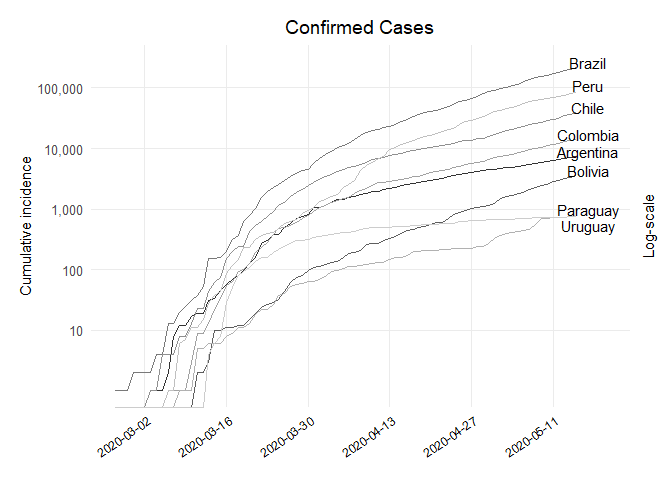 Confirmed Cases
Cumulative incidence
100,000
10,000
1,000
100
10
Brazil
Peru
Chile
Colombia
Argentina
Bolivia
Paraguay
Uruguay
Log-scale
2020-03-02
2020-03-16
2020-03-30
2020-04-13
2020-04-27
2020-05-11